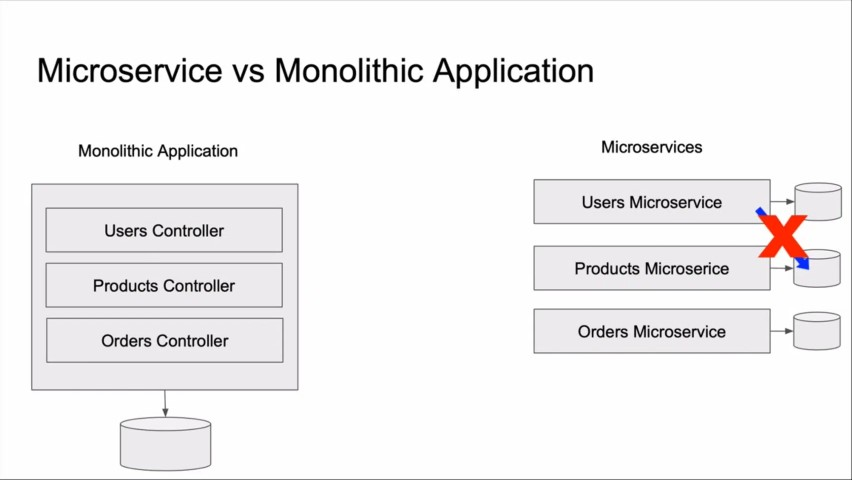 Microservice vs Monolithic Application
Monolithic Application
Users Controller
Products Controller
Orders Controller
Microservices
Users Microservice
Products Microserice
Orders Microservice